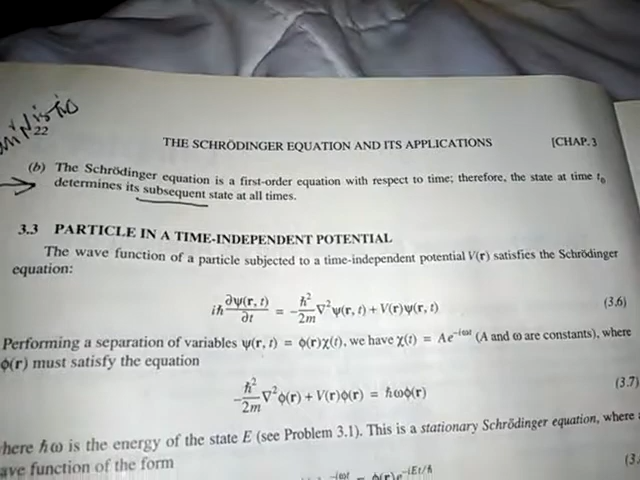 22
THE SCHRÖDINGER EQUATION AND ITS APPLICATIONS [CHAP. 3
(b) The Schrödinger equation is a first-order equation with respect to time; therefore, the state at time t₀
determines its subsequent state at all times.
3.3 PARTICLE IN A TIME-INDEPENDENT POTENTIAL
The wave function of a particle subjected to a time-independent potential V(r) satisfies the Schrödinger
equation:
iħ ∂ψ(r, t)/∂t = −ħ²/2m ∇²ψ(r, t) + V(r)ψ(r, t) (3.6)
Performing a separation of variables ψ(r, t) = ϕ(r)χ(t), we have χ(t) = Ae^−iωt (A and ω are constants), where
ϕ(r) must satisfy the equation
−ħ²/2m ∇²ϕ(r) + V(r)ϕ(r) = ħωϕ(r) (3.7)
where ħω is the energy of the state E (see Problem 3.1). This is a stationary Schrödinger equation, where
wave function of the form